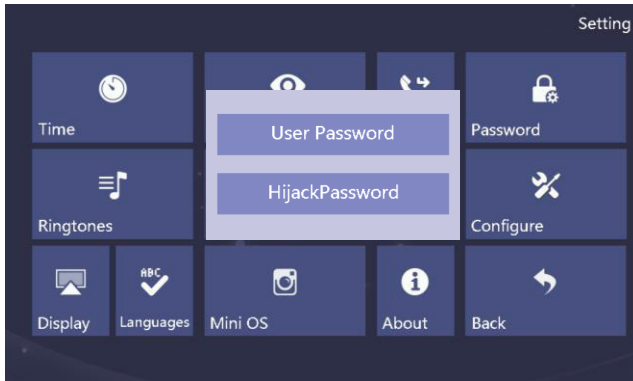 Setting
Time
User Password
Password
HijackPassword
Ringtones
Configure
ABC
Display
Languages
Mini OS
About
Back